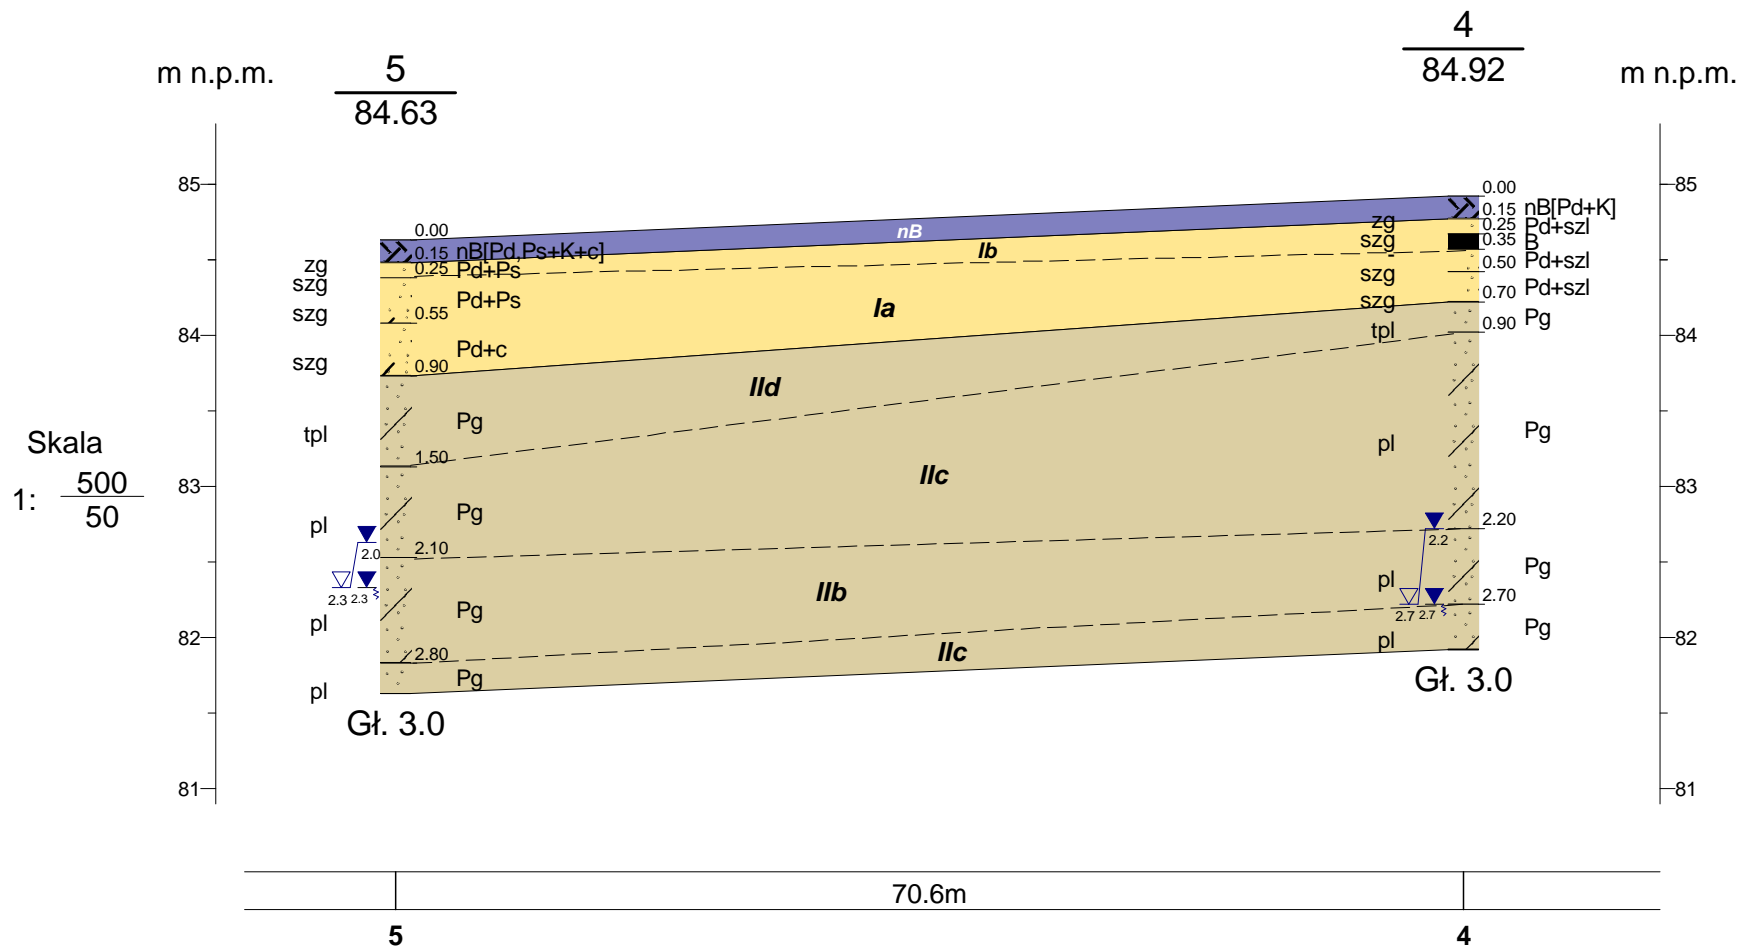 4
84.92
m n.p.m.
5
84.63
m n.p.m.
85
84
83
82
81
85
84
83
82
81
Skala
1: 500
50
0.00
0.15 nB[Pd,Ps+K+c]
zg 0.25 Pd+Ps
szg Pd+Ps
szg 0.55
Pd+c
szg 0.90
Pg
tpl
1.50
Pg
pl
2.0 2.10
2.3 2.3
Pg
pl
2.80
Pg
pl
Gł. 3.0
nB
Ib
Ia
IId
IIc
IIb
IIc
0.00
0.15 nB[Pd+K]
zg 0.25 Pd+szl
szg 0.35 B
-
Pd+szl
szg 0.50
Pd+szl
szg 0.70
Pg
tpl 0.90
Pg
pl
2.20
2.2
Pg
pl
2.7 2.7 2.70
Pg
pl
Gł. 3.0
70.6m
5
4